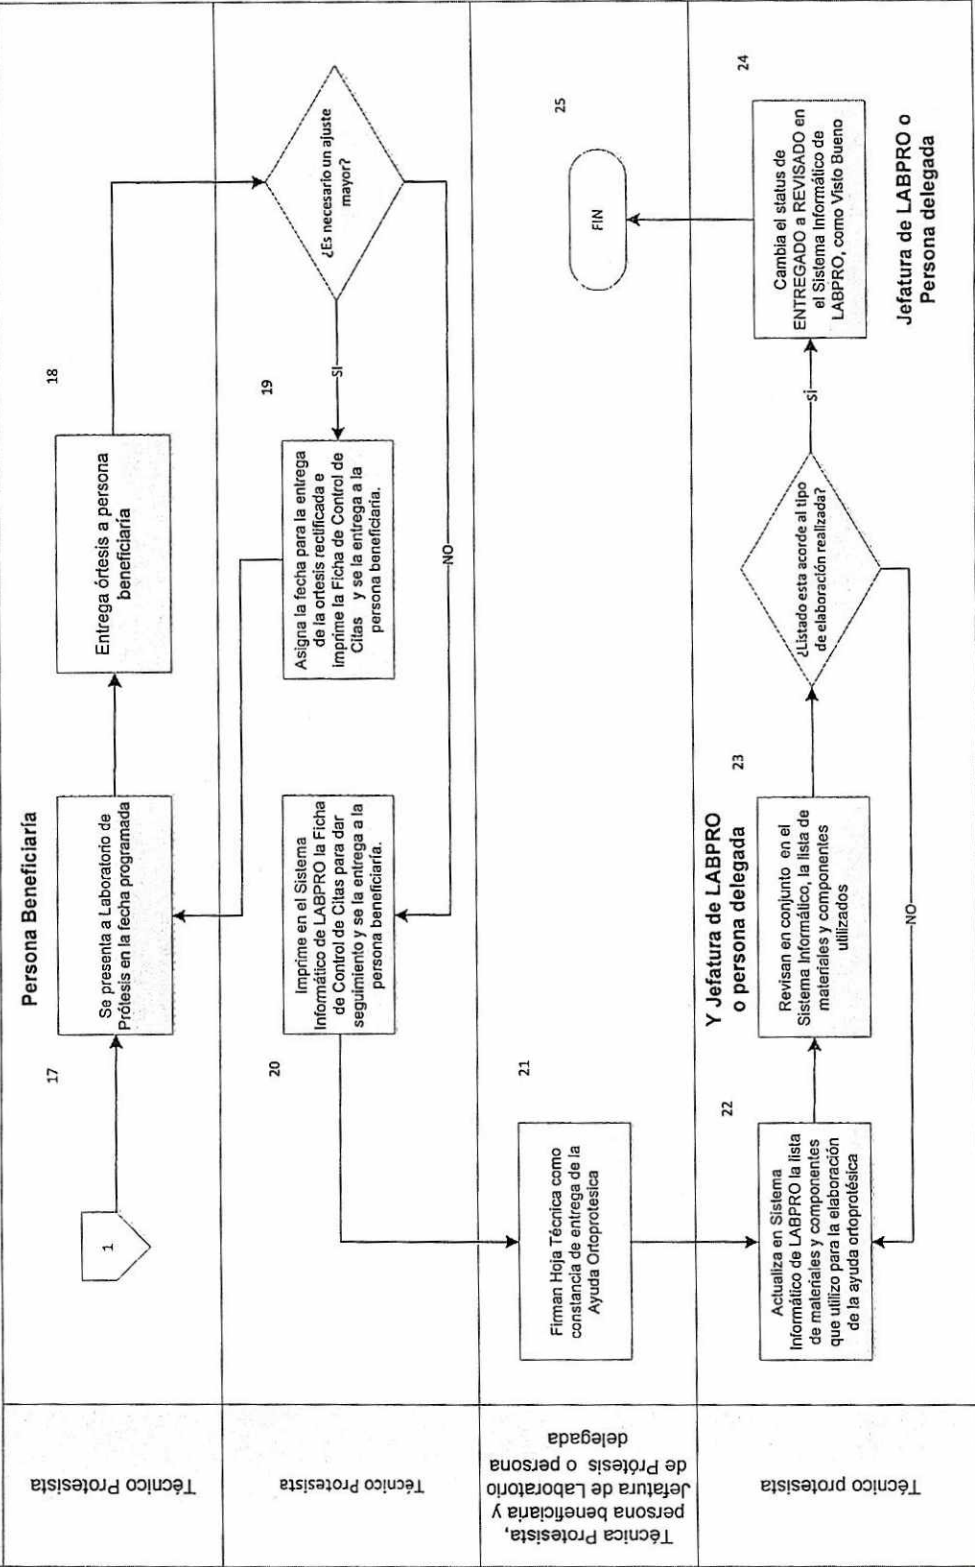 Técnico Protesista
Persona Beneficiaría
1
17
Se presenta a Laboratorio de
Prótesis en la fecha programada
18
Entrega órtesis a persona
beneficiaría
Técnico Protesista
¿Es necesario un ajuste
mayor?
SI
NO
19
Asigna la fecha para la entrega
de la ortesis rectificada e
Imprime la Ficha de Control de
Citas y se la entrega a la
persona beneficiaría.
20
Imprime en el Sistema
Informático de LABPRO la Ficha
de Control de Citas para dar
seguimiento y se la entrega a la
persona beneficiaría.
Técnica Protesista,
persona beneficiaria y
Jefatura de Laboratorio
de Prótesis o persona
delegada
21
Firman Hoja Técnica como
constancia de entrega de la
Ayuda Ortoprotesica
25
FIN
Técnico protesista
22
Actualiza en Sistema
Informático de LABPRO la lista
de materiales y componentes
que utilizo para la elaboración
de la ayuda ortoprotésica
Y Jefatura de LABPRO
o persona delegada
23
Revisan en conjunto en el
Sistema Informático, la lista de
materiales y componentes
utilizados
¿Listado esta acorde al tipo
de elaboración realizada?
SÍ
NO
24
Cambia el status de
ENTREGADO a REVISADO en
el Sistema Informático de
LABPRO, como Visto Bueno
Jefatura de LABPRO o
Persona delegada